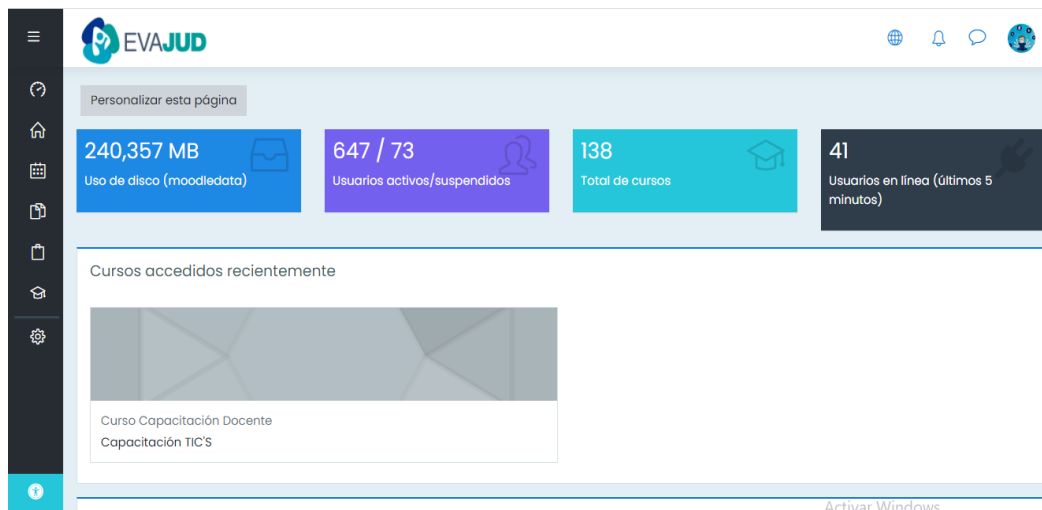 EVAJUD
Personalizar esta página
240,357 MB
Uso de disco (moodledata)
647 / 73
Usuarios activos/suspendidos
138
Total de cursos
41
Usuarios en línea (últimos 5
minutos)
Cursos accedidos recientemente
Curso Capacitación Docente
Capacitación TIC'S
Activar Windows